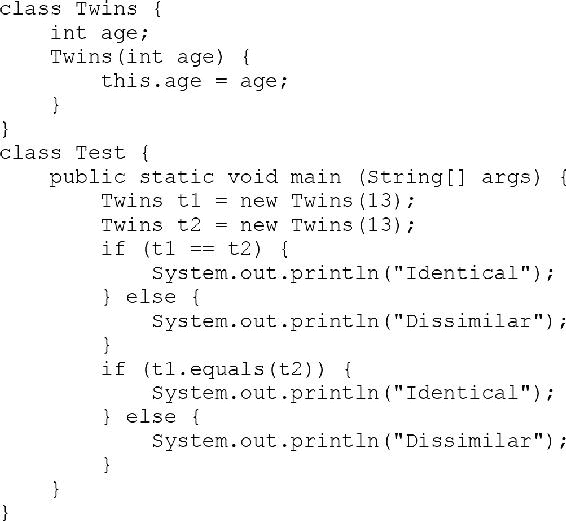 class Twins {
    int age;
    Twins(int age) {
        this.age = age;
    }
}
class Test {
    public static void main (String[] args) {
        Twins t1 = new Twins(13);
        Twins t2 = new Twins(13);
        if (t1 == t2) {
            System.out.println("Identical");
        } else {
            System.out.println("Dissimilar");
        }
        if (t1.equals(t2)) {
            System.out.println("Identical");
        } else {
            System.out.println("Dissimilar");
        }
    }
}